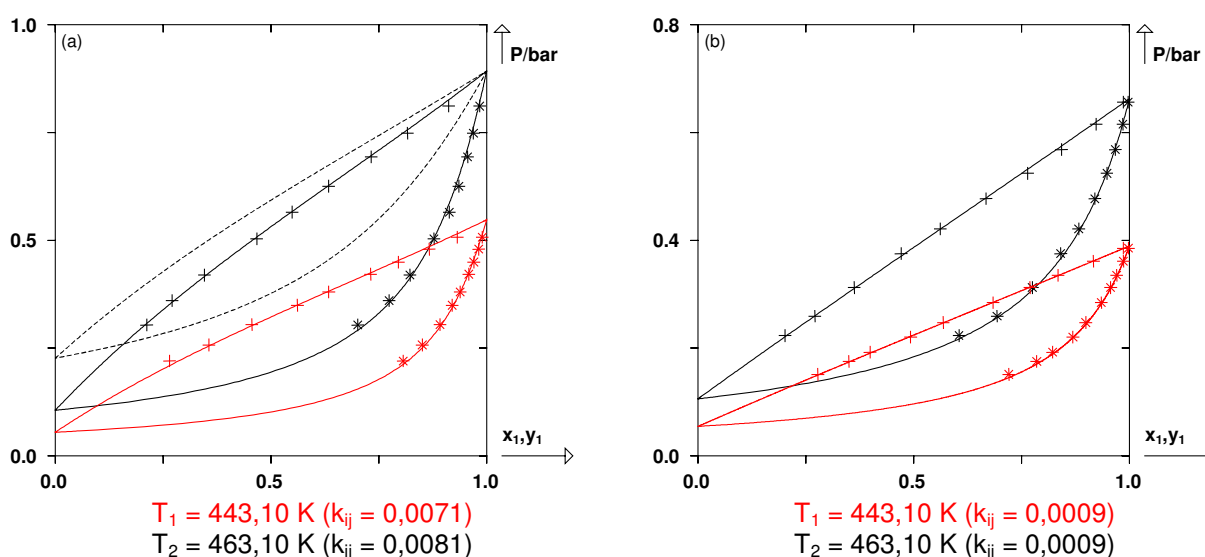 1.0
(a)
P/bar
0.5
0.0
x1,y1
0.0
0.5
1.0
T1 = 443,10 K (kij = 0,0071)
T2 = 463,10 K (kij = 0,0081)
0.8
(b)
P/bar
0.4
0.0
x1,y1
0.0
0.5
1.0
T1 = 443,10 K (kij = 0,0009)
T2 = 463,10 K (kij = 0,0009)